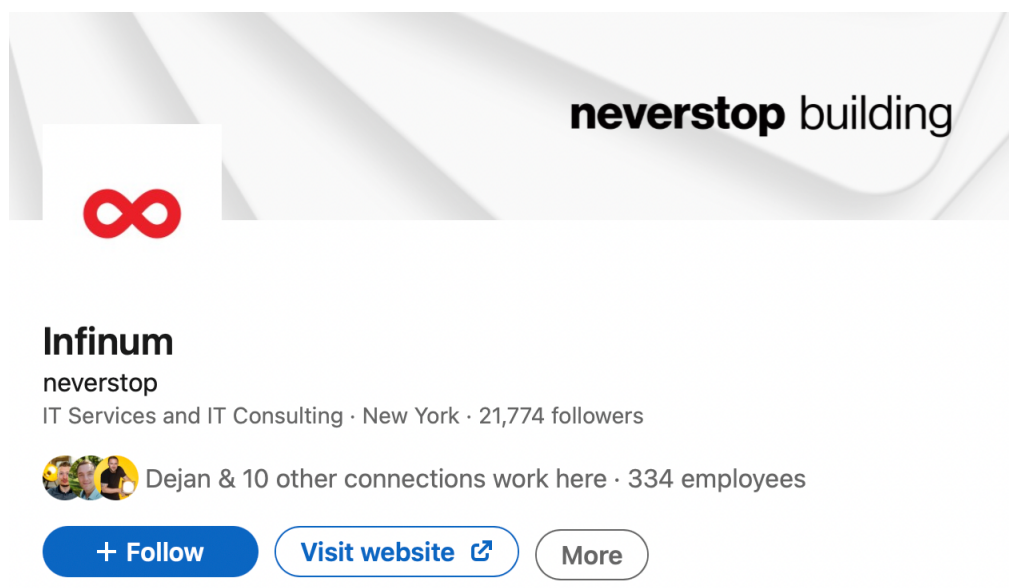 neverstop building
Infinum
neverstop
IT Services and IT Consulting · New York · 21,774 followers
Dejan & 10 other connections work here · 334 employees
+ Follow
Visit website
More